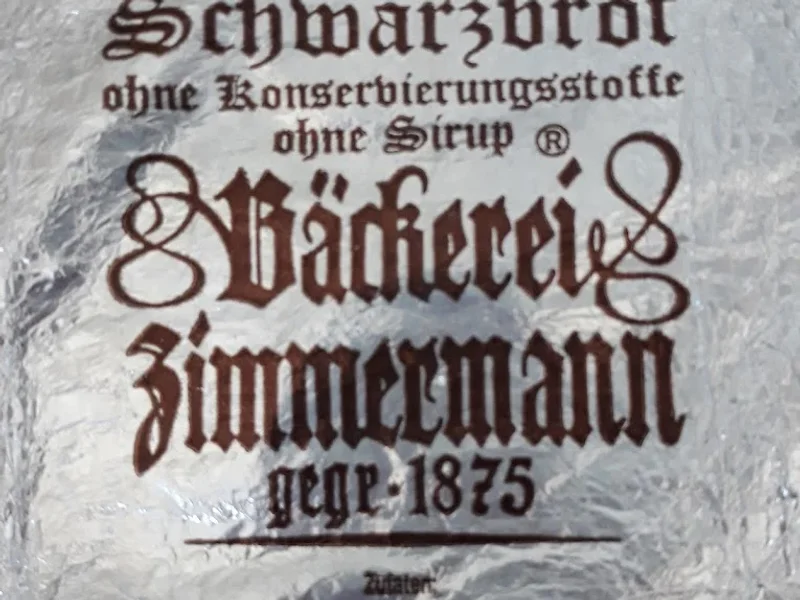 Schwarzbrot
ohne Konservierungsstoffe
ohne Sirup ®
Bäckerei
Zimmermann
gegr·1875
Zutaten: